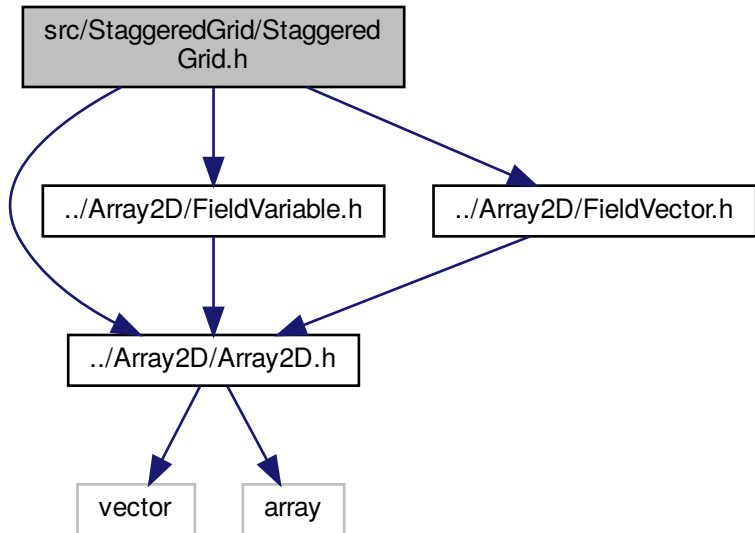 src/StaggeredGrid/Staggered
Grid.h
../Array2D/FieldVariable.h
../Array2D/FieldVector.h
../Array2D/Array2D.h
vector
array